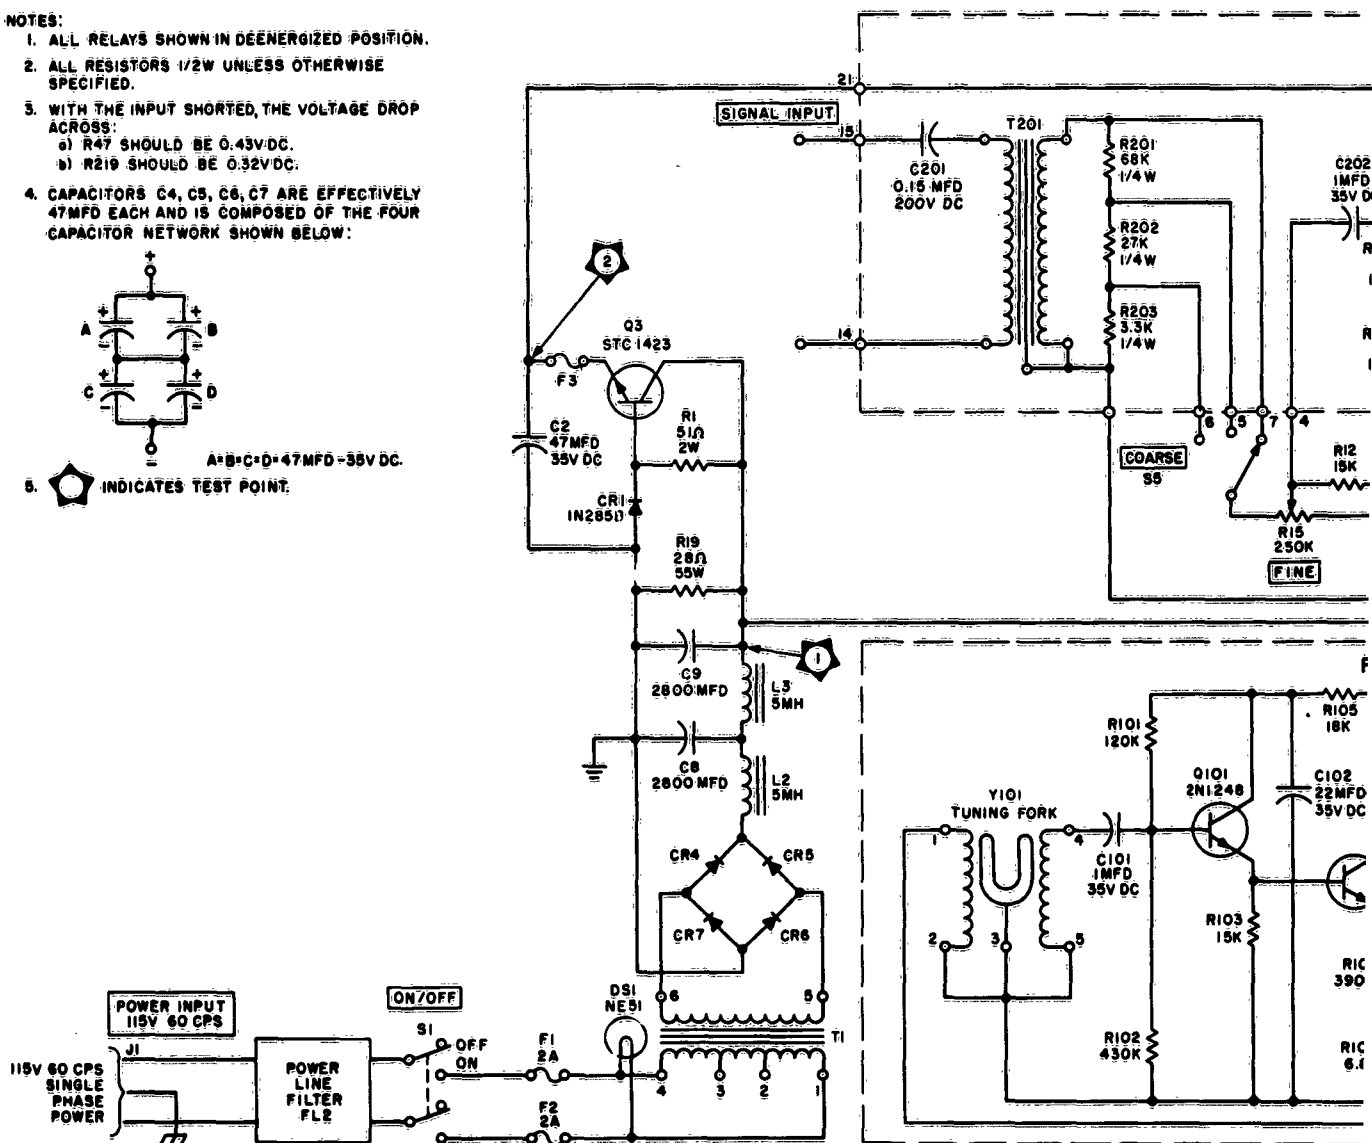 NOTES:
1. ALL RELAYS SHOWN IN DEENERGIZED POSITION.
2. ALL RESISTORS 1/2W UNLESS OTHERWISE
SPECIFIED.
3. WITH THE INPUT SHORTED, THE VOLTAGE DROP
ACROSS:
a) R47 SHOULD BE 0.43V DC.
b) R219 SHOULD BE 0.32V DC.
4. CAPACITORS C4, C5, C6, C7 ARE EFFECTIVELY
47MFD EACH AND IS COMPOSED OF THE FOUR
CAPACITOR NETWORK SHOWN BELOW:
+
+ +
A B
- -
+ +
C D
- -
-
A=B=C=D=47MFD-35V DC.
5. INDICATES TEST POINT.
21
SIGNAL INPUT
15
C201
0.15 MFD
200V DC
14
T201
R201
68K
1/4W
R202
27K
1/4W
R203
3.3K
1/4W
C202
1MFD
35V DC
6 5 7 4
COARSE
S5
R12
15K
R15
250K
FINE
2
Q3
STC 1423
F3
C2
47MFD
35V DC
R1
51Ω
2W
CR1
1N285
R19
28Ω
55W
1
C9
2800 MFD
L3
5MH
C8
2800 MFD
L2
5MH
CR4
CR5
CR7
CR6
6 5
DS1
NE51
T1
4 3 2 1
POWER INPUT
115V 60 CPS
J1
115V 60 CPS
SINGLE
PHASE
POWER
POWER
LINE
FILTER
FL2
ON/OFF
S1
OFF
ON
F1
2A
F2
2A
Y101
TUNING FORK
1
2
3
4
5
C101
1MFD
35V DC
R101
120K
Q101
2N1248
R105
18K
C102
22MFD
35V DC
R103
15K
R102
430K
390